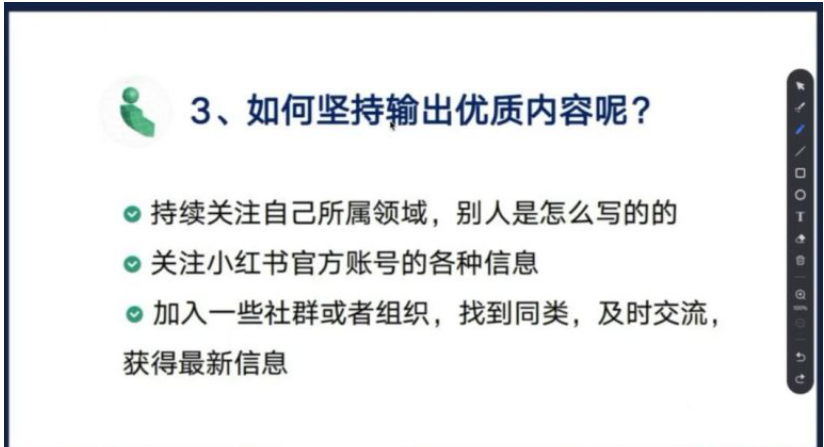 3、如何坚持输出优质内容呢？
持续关注自己所属领域，别人是怎么写的的
关注小红书官方账号的各种信息
加入一些社群或者组织，找到同类，及时交流，
获得最新信息
T